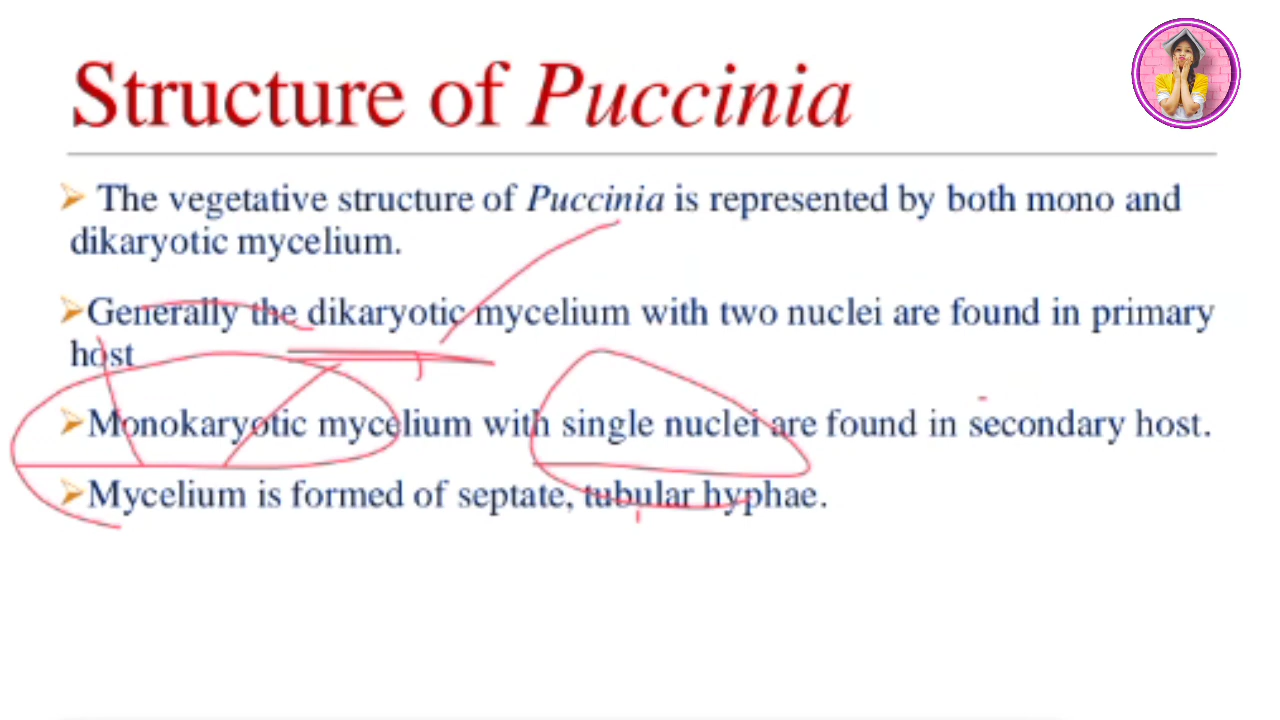 Structure of Puccinia
➢ The vegetative structure of Puccinia is represented by both mono and
dikaryotic mycelium.
➢Generally the dikaryotic mycelium with two nuclei are found in primary
host
➢Monokaryotic mycelium with single nuclei are found in secondary host.
➢Mycelium is formed of septate, tubular hyphae.